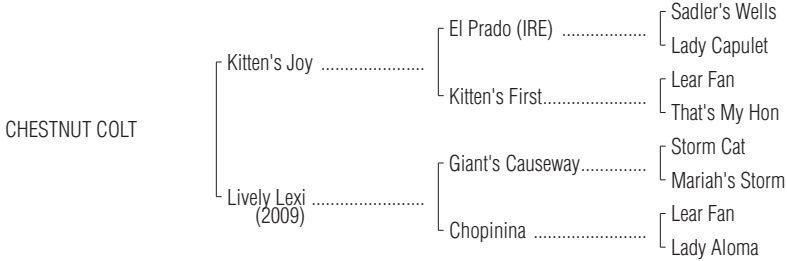 Sadler's Wells
El Prado (IRE) ..................
Lady Capulet
Kitten's Joy ......................
Lear Fan
Kitten's First......................
That's My Hon
CHESTNUT COLT
Storm Cat
Giant's Causeway..............
Mariah's Storm
Lively Lexi ........................
(2009)
Lear Fan
Chopinina ........................
Lady Aloma